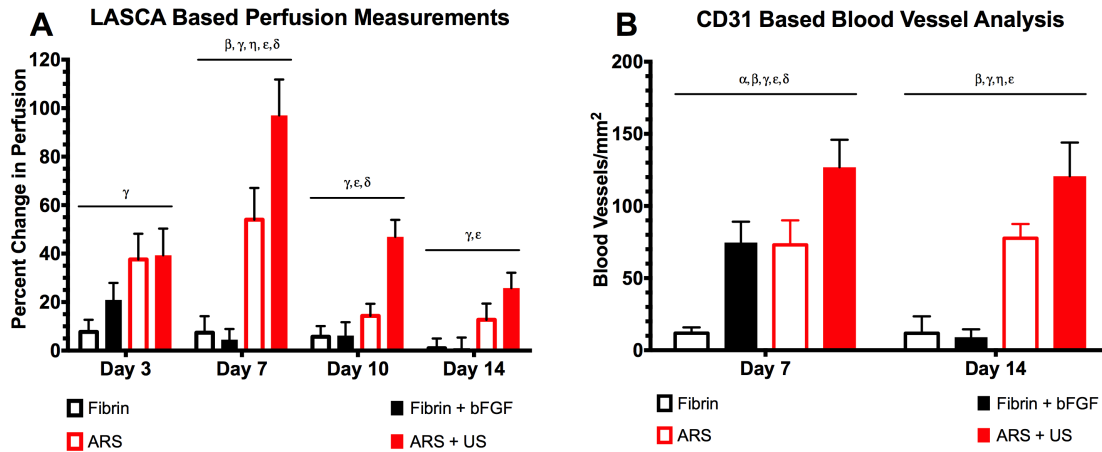 A
LASCA Based Perfusion Measurements
Percent Change in Perfusion
120
100
80
60
40
20
0
γ
β, γ, η, ε, δ
γ,ε,δ
γ,ε
Day 3
Day 7
Day 10
Day 14
Fibrin
Fibrin + bFGF
ARS
ARS + US
B
CD31 Based Blood Vessel Analysis
Blood Vessels/mm²
200
150
100
50
0
α,β,γ,ε,δ
β,γ,η,ε
Day 7
Day 14
Fibrin
Fibrin + bFGF
ARS
ARS + US